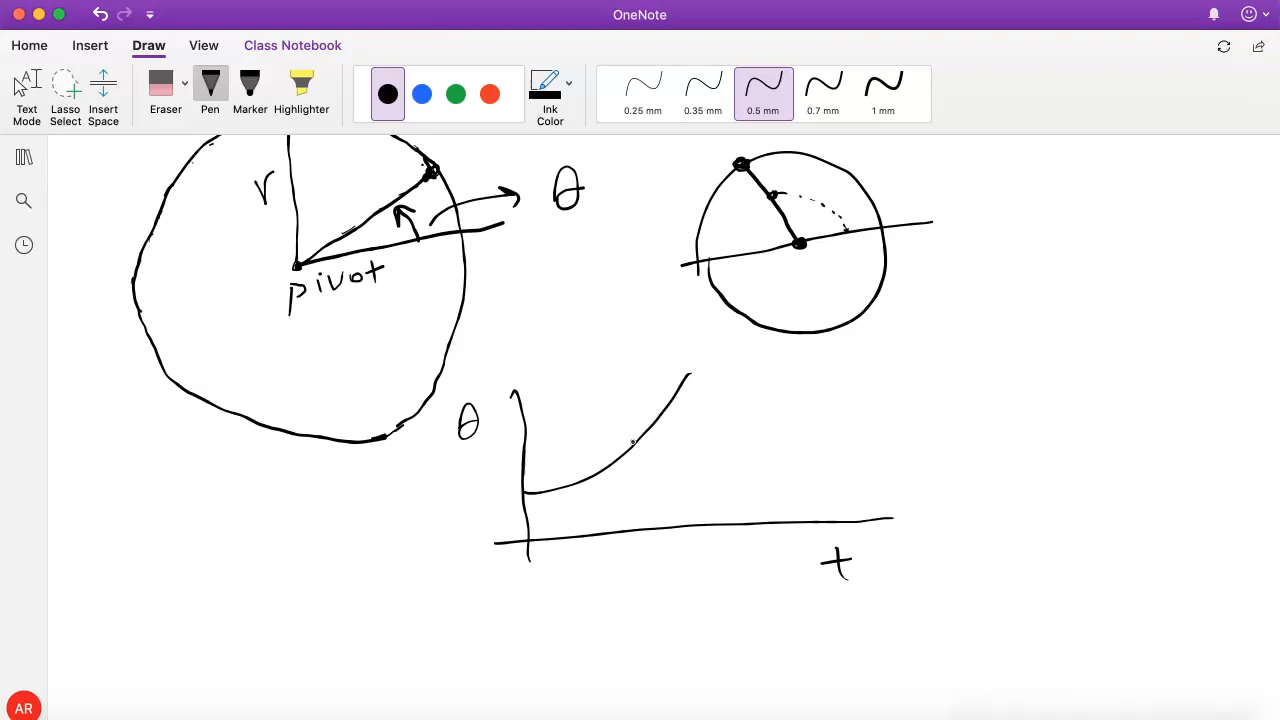 OneNote
Home Insert Draw View Class Notebook
Text Mode
Lasso Select
Insert Space
Eraser
Pen
Marker
Highlighter
Ink Color
0.25 mm
0.35 mm
0.5 mm
0.7 mm
1 mm
r
θ
pivot
θ
t
AR